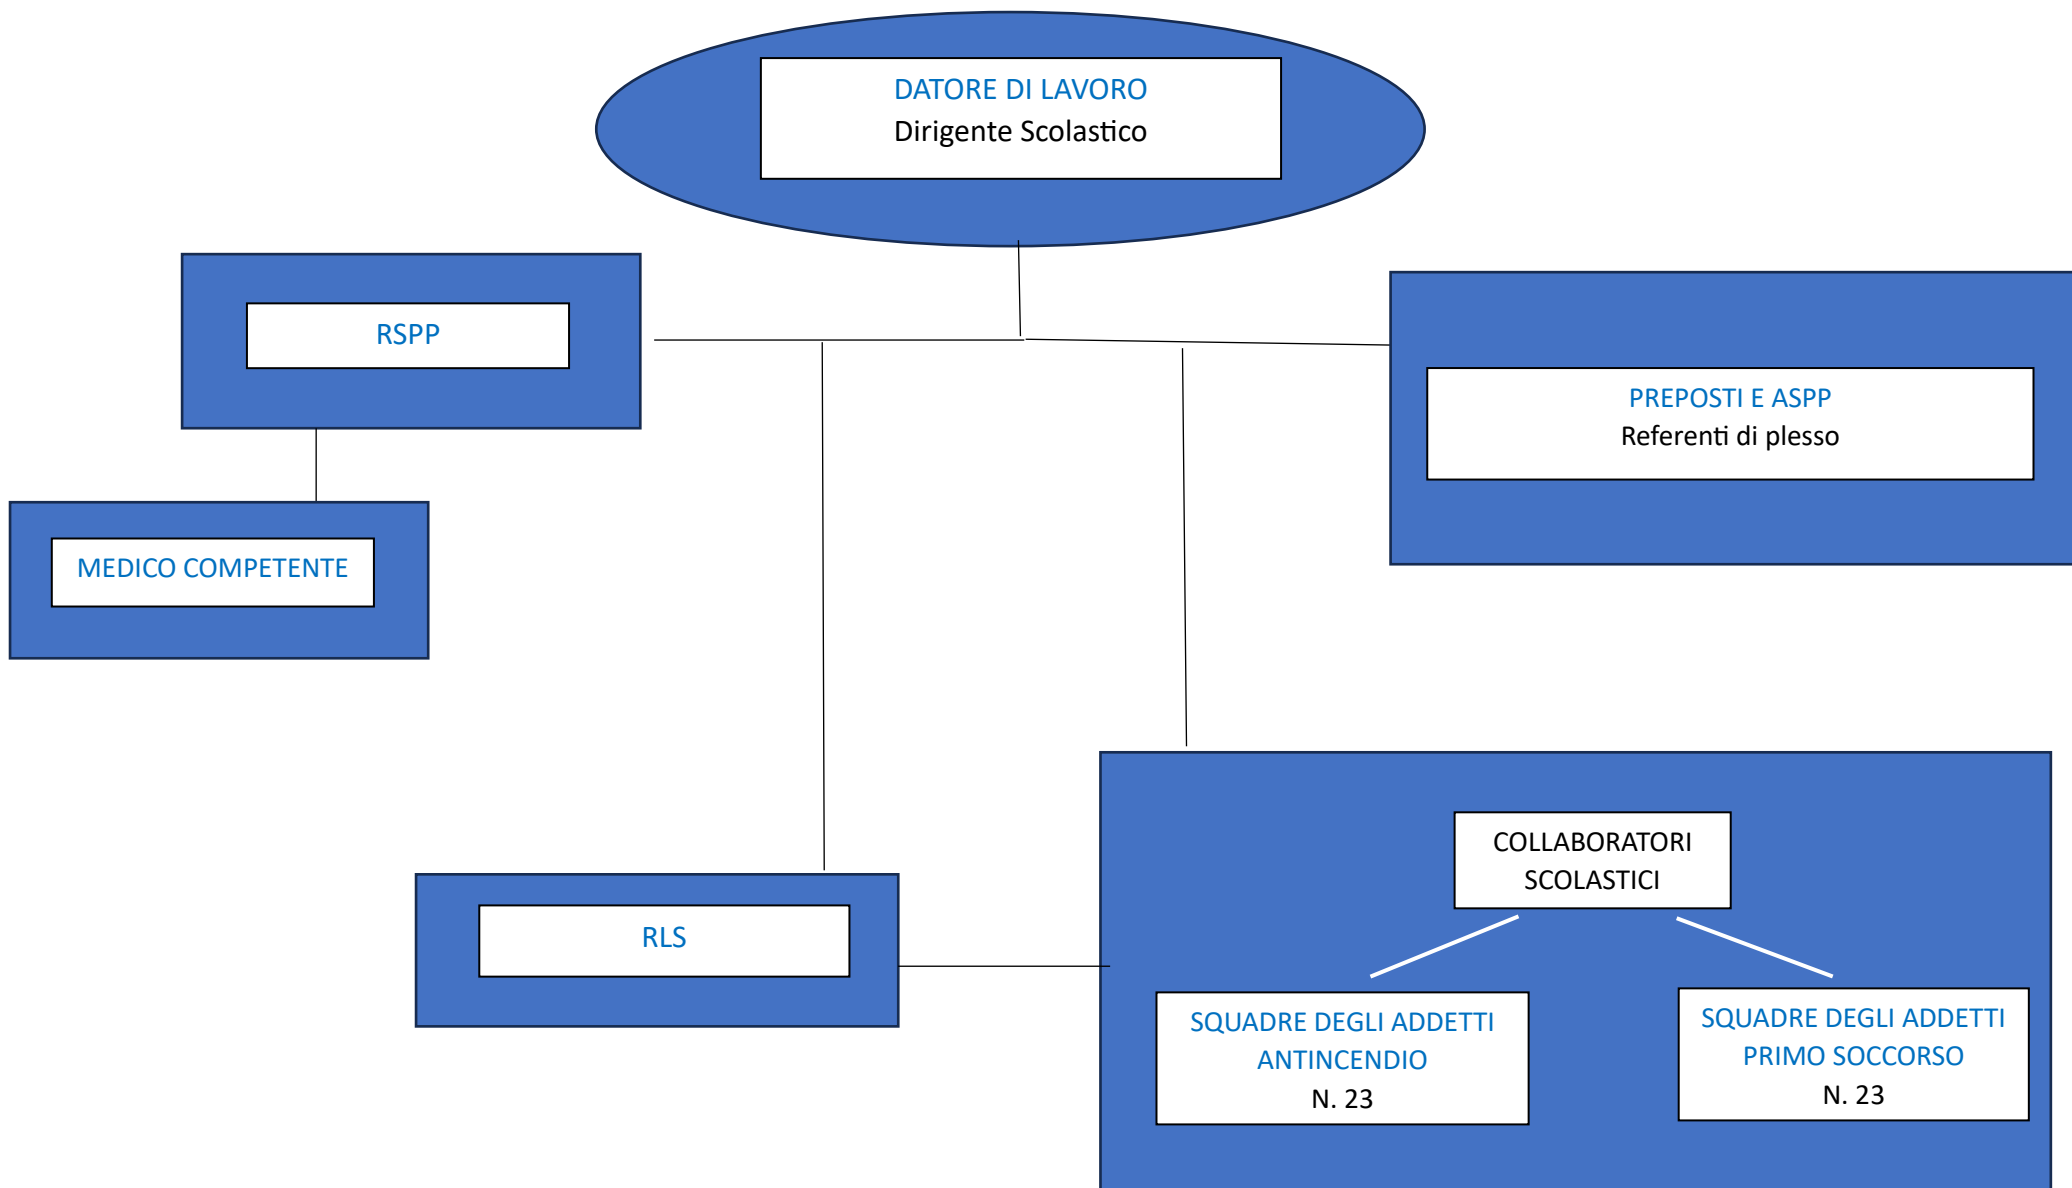 DATORE DI LAVORO
Dirigente Scolastico
RSPP
PREPOSTI E ASPP
Referenti di plesso
MEDICO COMPETENTE
COLLABORATORI
SCOLASTICI
RLS
SQUADRE DEGLI ADDETTI
ANTINCENDIO
N. 23
SQUADRE DEGLI ADDETTI
PRIMO SOCCORSO
N. 23